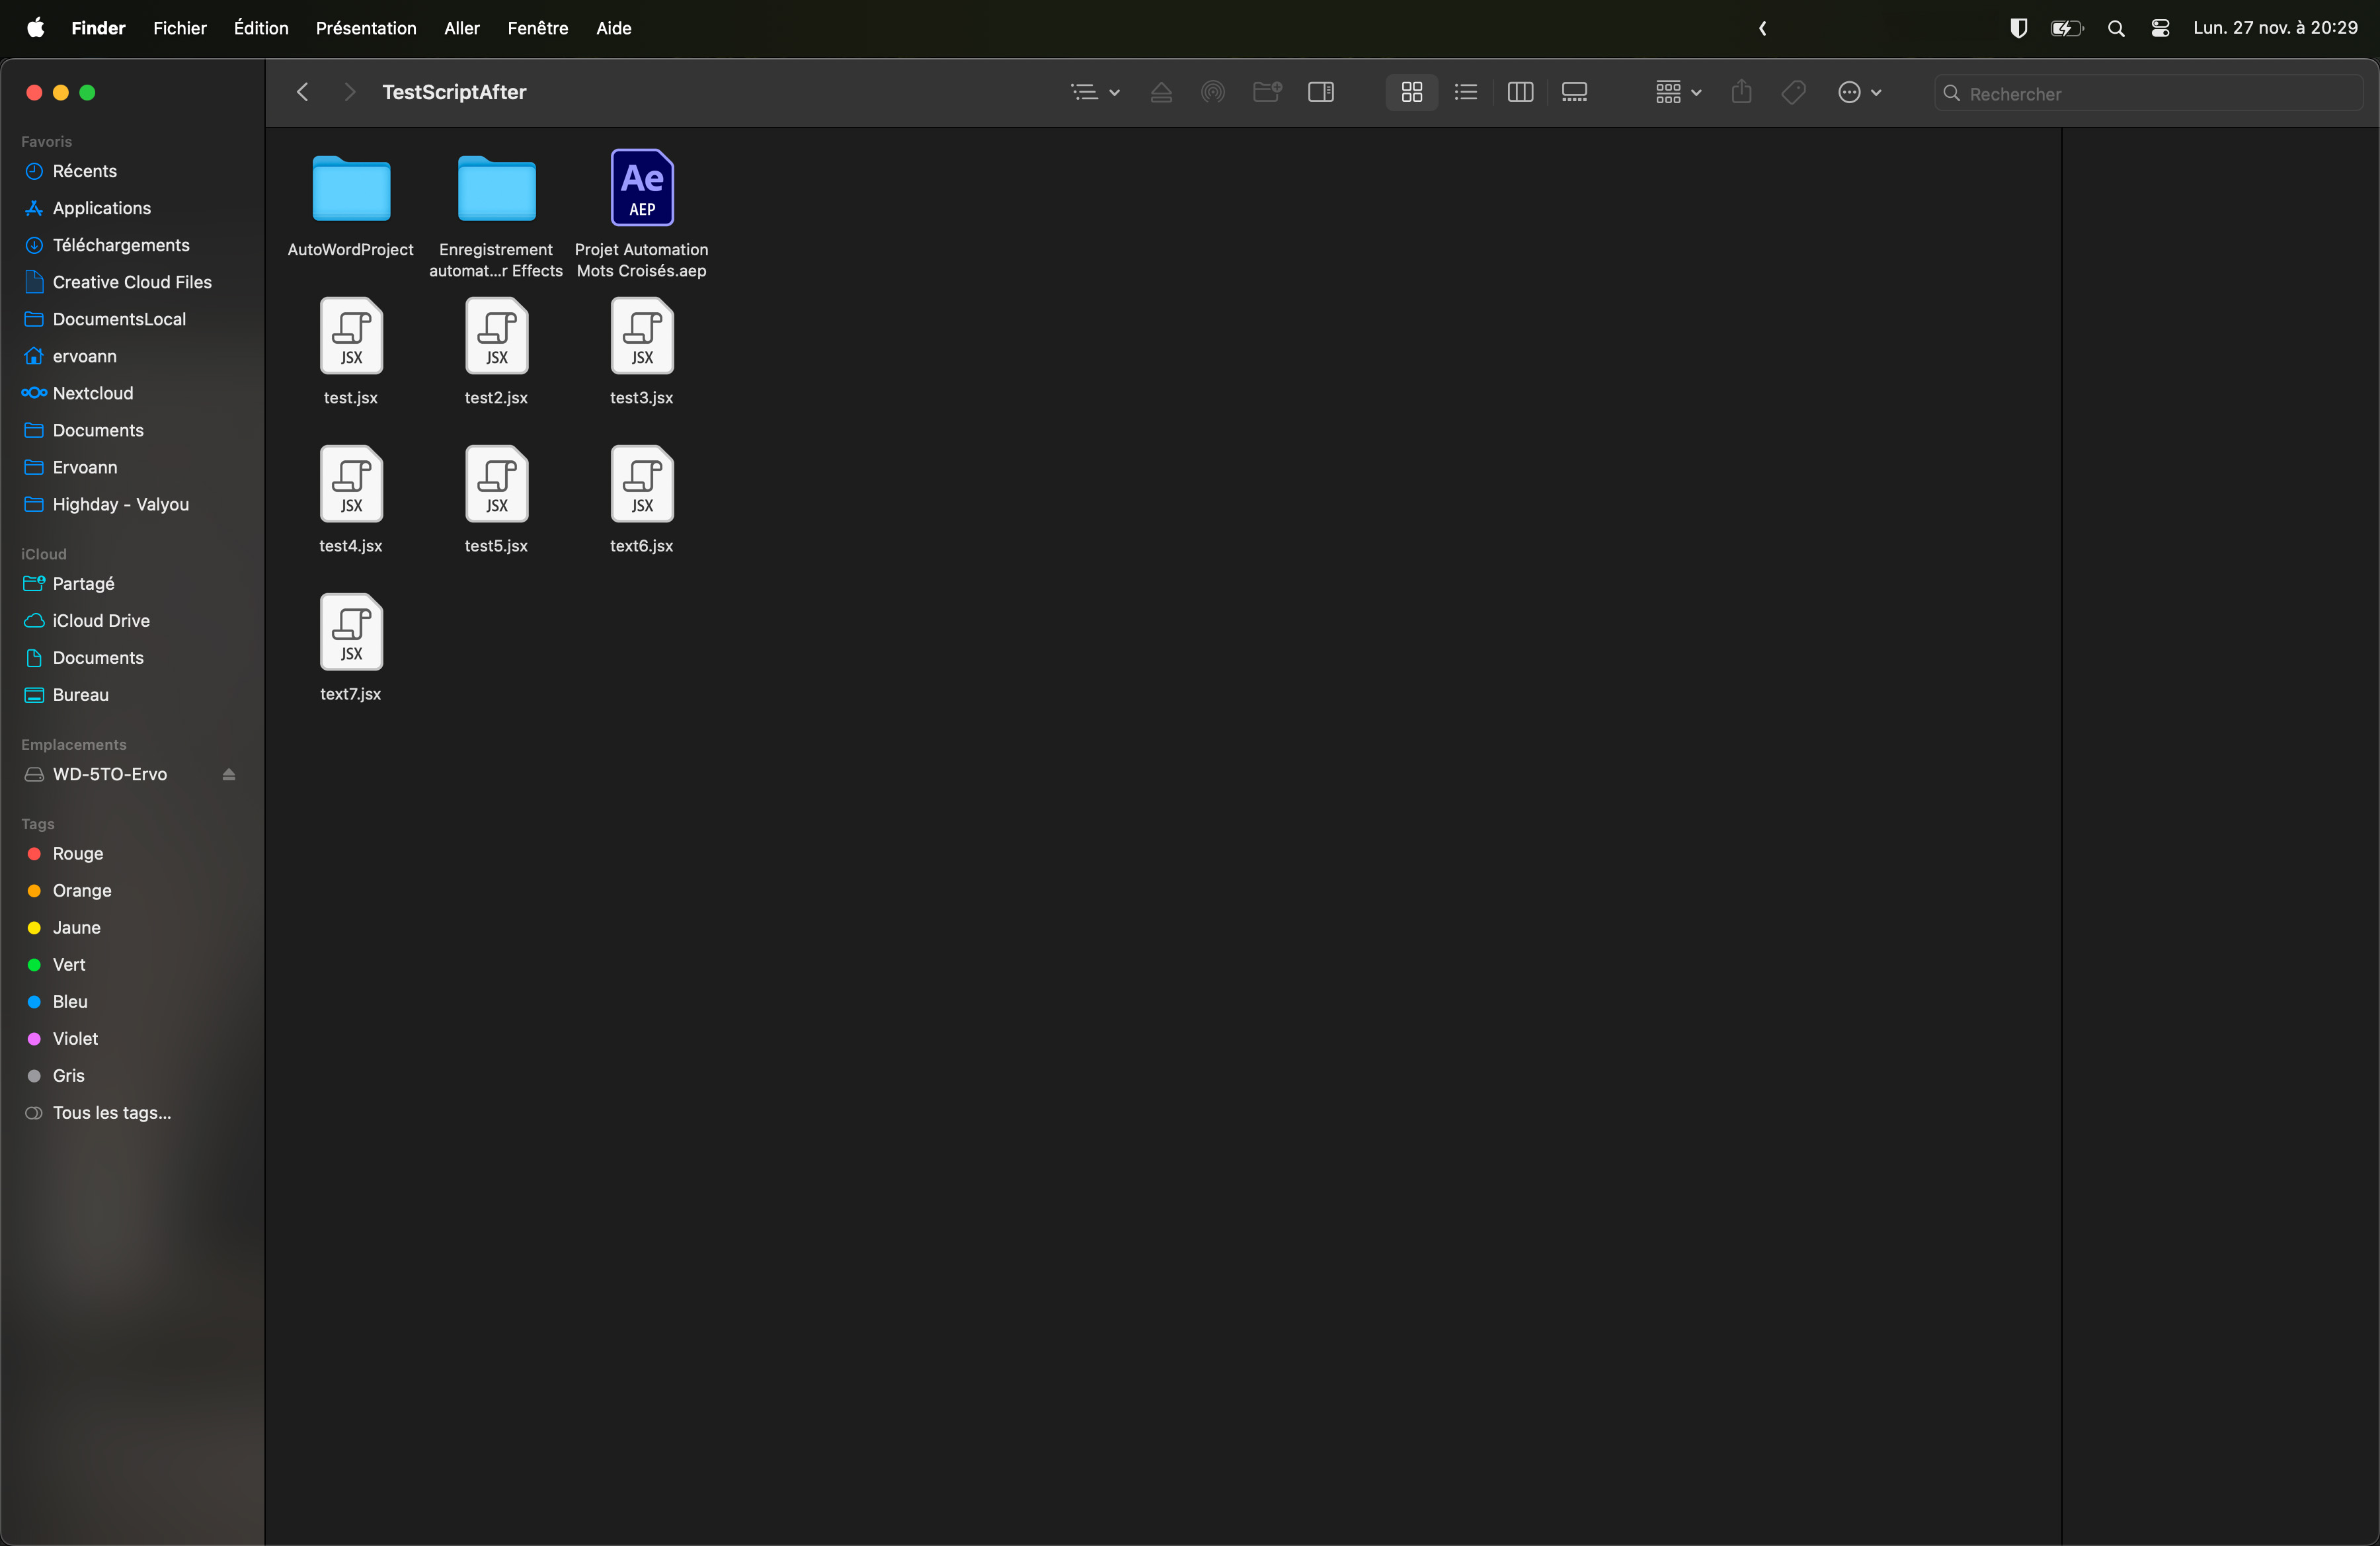 Finder Fichier Édition Présentation Aller Fenêtre Aide Lun. 27 nov. à 20:29
TestScriptAfter Rechercher
Favoris
Récents
Applications
Téléchargements
Creative Cloud Files
DocumentsLocal
ervoann
Nextcloud
Documents
Ervoann
Highday - Valyou
iCloud
Partagé
iCloud Drive
Documents
Bureau
Emplacements
WD-5TO-Ervo
Tags
Rouge
Orange
Jaune
Vert
Bleu
Violet
Gris
Tous les tags...
Ae
AEP
AutoWordProject Enregistrement Projet Automation
automat...r Effects Mots Croisés.aep
JSX JSX JSX
test.jsx test2.jsx test3.jsx
JSX JSX JSX
test4.jsx test5.jsx text6.jsx
JSX
text7.jsx